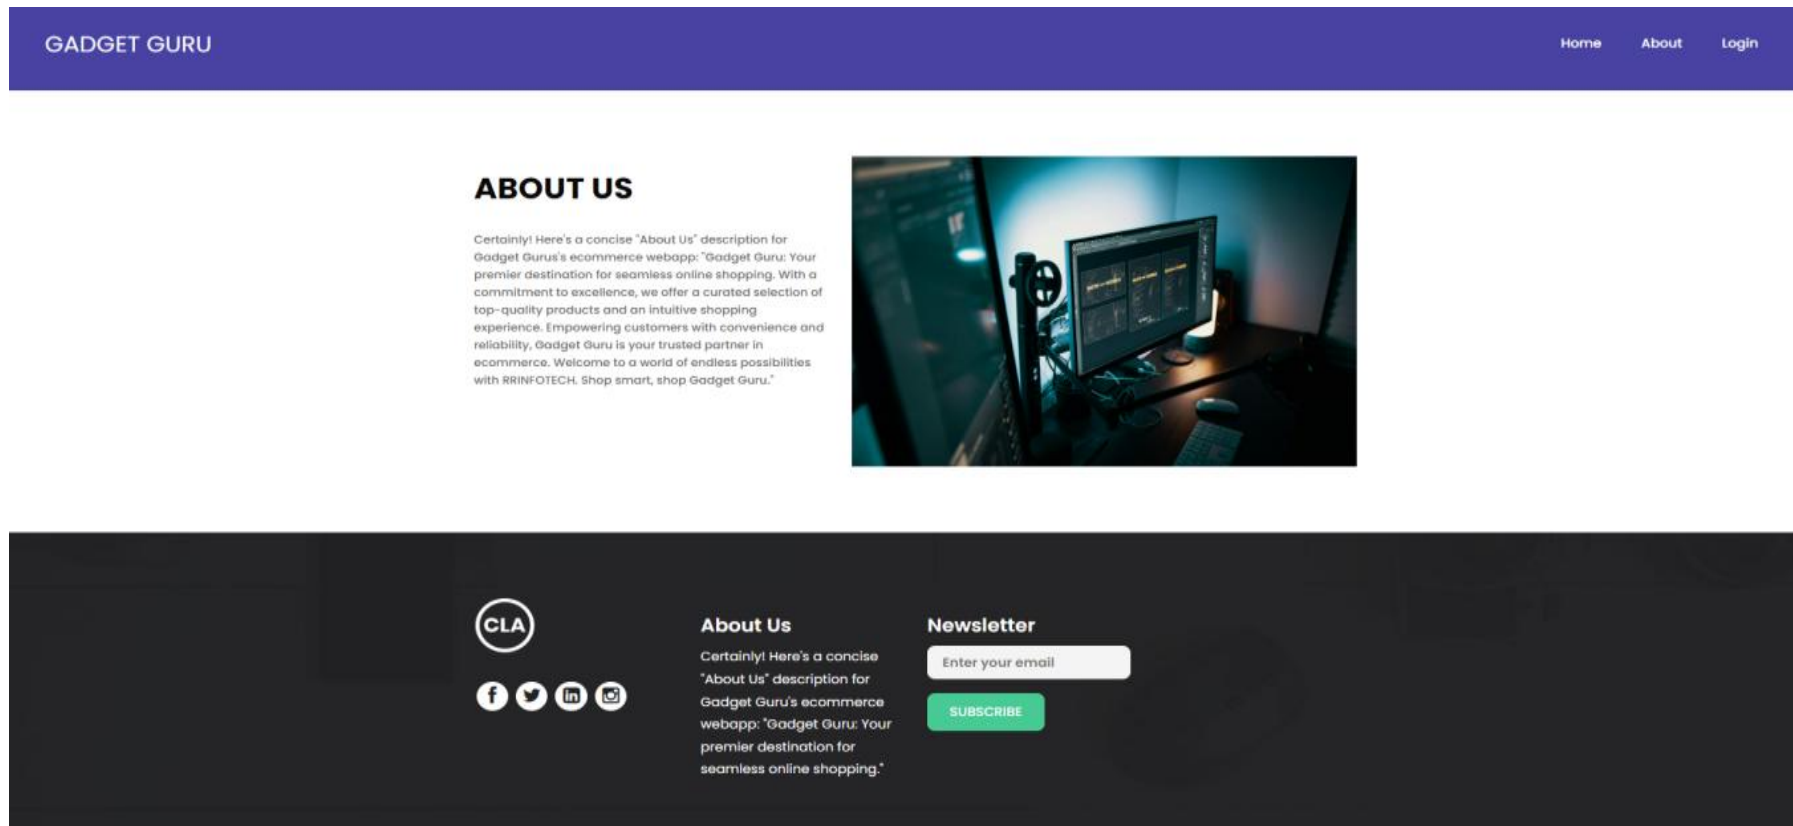 GADGET GURU
Home About Login
ABOUT US
Certainly! Here's a concise "About Us" description for
Gadget Gurus's ecommerce webapp: "Gadget Guru: Your
premier destination for seamless online shopping. With a
commitment to excellence, we offer a curated selection of
top-quality products and an intuitive shopping
experience. Empowering customers with convenience and
reliability, Gadget Guru is your trusted partner in
ecommerce. Welcome to a world of endless possibilities
with RRINFOTECH. Shop smart, shop Gadget Guru."
CLA
About Us
Certainly! Here's a concise
"About Us" description for
Gadget Guru's ecommerce
webapp: "Gadget Guru: Your
premier destination for
seamless online shopping."
Newsletter
Enter your email
SUBSCRIBE